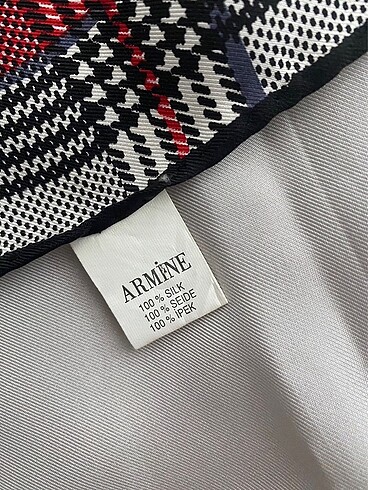 ARMİNE
100 % SILK
100 % SEIDE
100 % İPEK